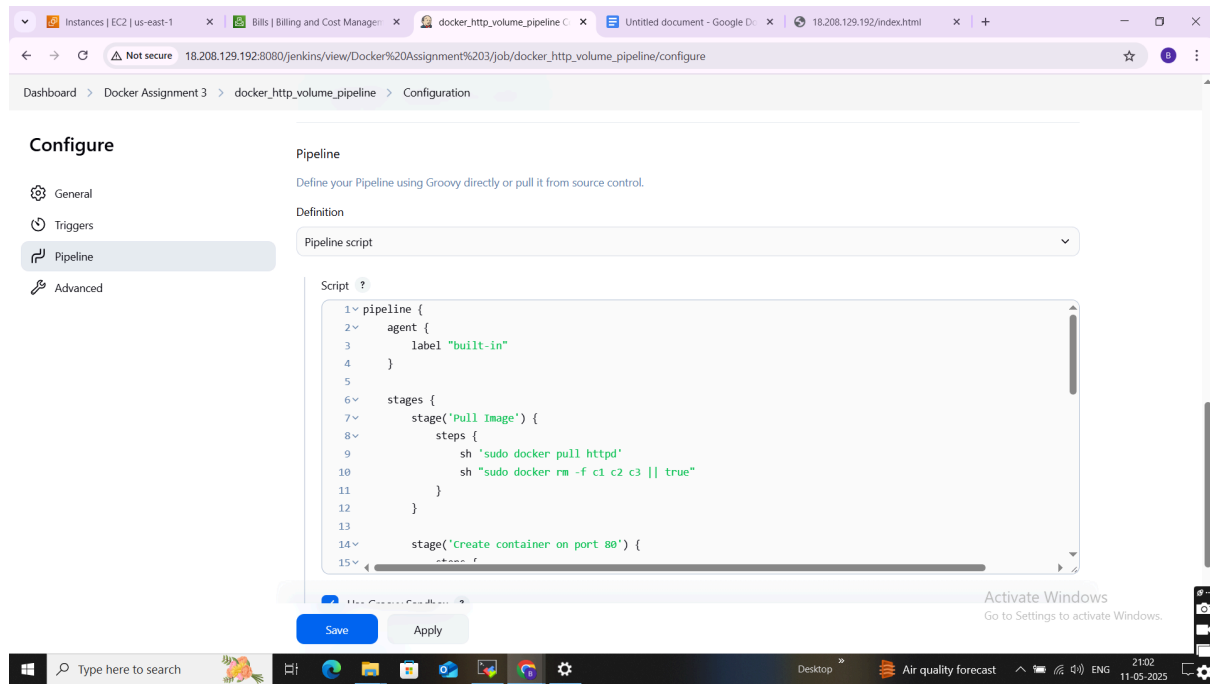 Instances | EC2 | us-east-1
Bills | Billing and Cost Managem
docker_http_volume_pipeline C
Untitled document - Google Do
18.208.129.192/index.html
Not secure 18.208.129.192:8080/jenkins/view/Docker%20Assignment%203/job/docker_http_volume_pipeline/configure
B
Dashboard > Docker Assignment 3 > docker_http_volume_pipeline > Configuration
Configure
General
Triggers
Pipeline
Advanced
Pipeline
Define your Pipeline using Groovy directly or pull it from source control.
Definition
Pipeline script
Script ?
1 pipeline {
2 agent {
3 label "built-in"
4 }
5
6 stages {
7 stage('Pull Image') {
8 steps {
9 sh 'sudo docker pull httpd'
10 sh "sudo docker rm -f c1 c2 c3 || true"
11 }
12 }
13
14 stage('Create container on port 80') {
15 steps {
Use Groovy Sandbox ?
Save
Apply
Activate Windows
Go to Settings to activate Windows.
Type here to search
Desktop
Air quality forecast
ENG
21:02
11-05-2025